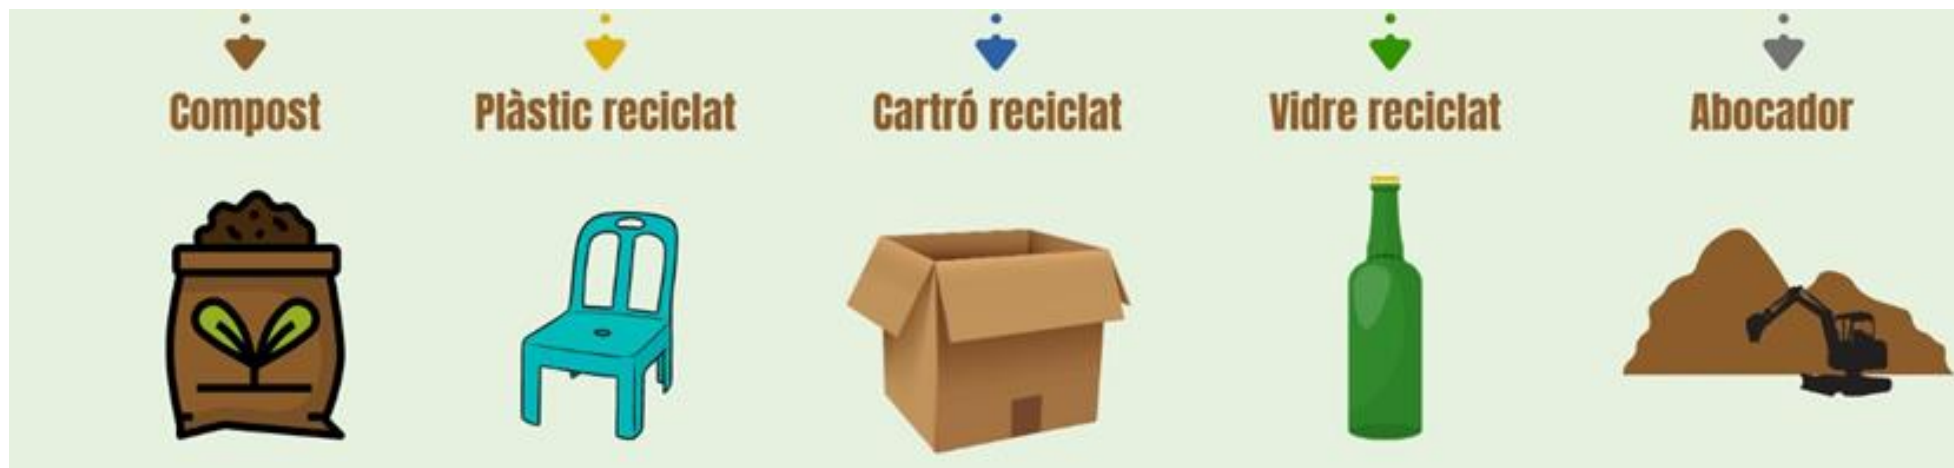 Compost
Plàstic reciclat
Cartró reciclat
Vidre reciclat
Abocador